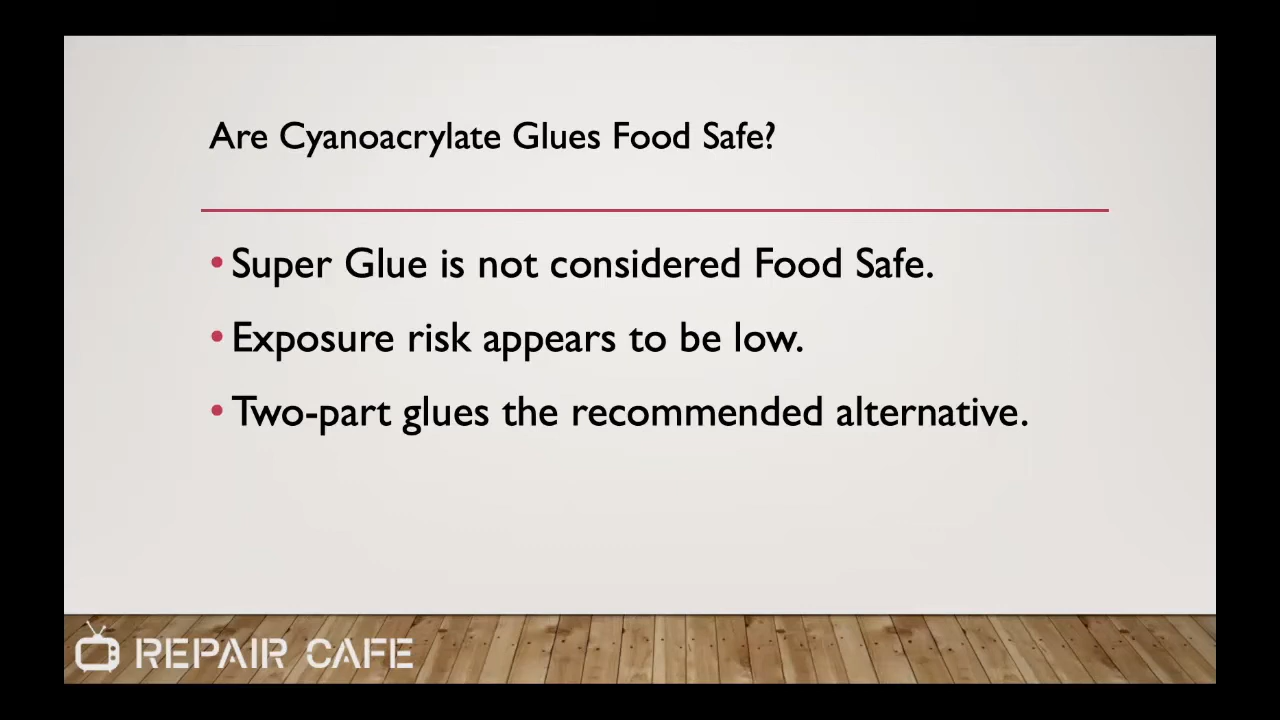 Are Cyanoacrylate Glues Food Safe?
• Super Glue is not considered Food Safe.
• Exposure risk appears to be low.
• Two-part glues the recommended alternative.
REPAIR CAFE